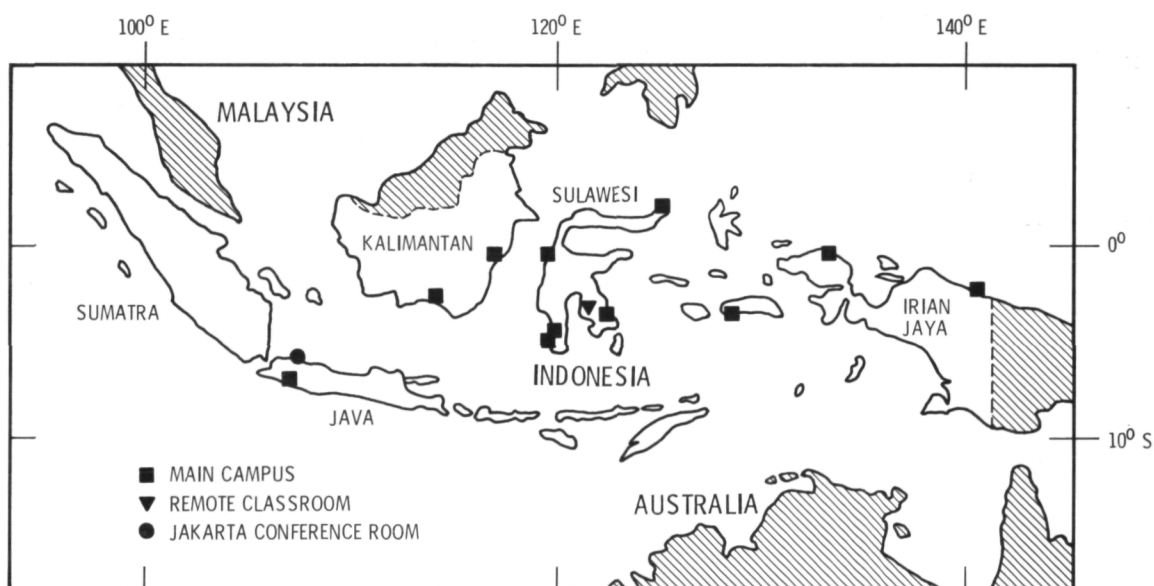 100° E
120° E
140° E
MALAYSIA
SULAWESI
KALIMANTAN
0°
SUMATRA
IRIAN
JAYA
INDONESIA
JAVA
10° S
MAIN CAMPUS
REMOTE CLASSROOM
JAKARTA CONFERENCE ROOM
AUSTRALIA